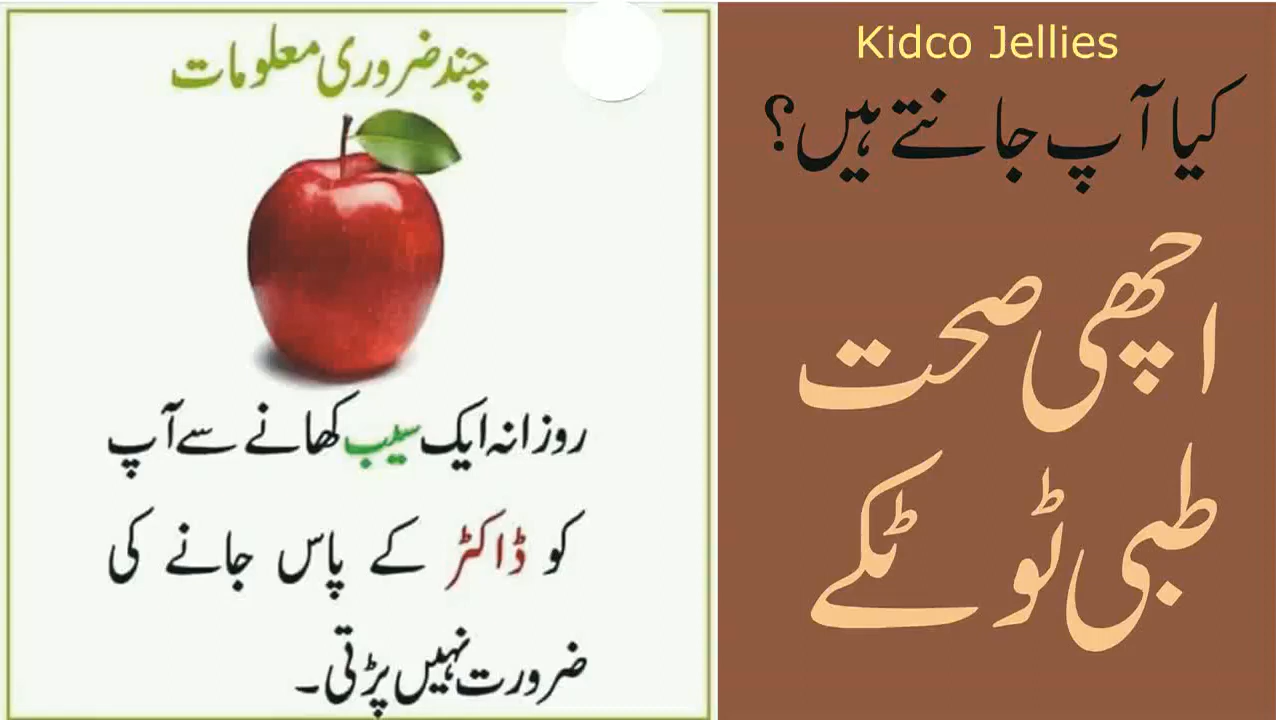 چند ضروری معلومات
روزانہ ایک سیب کھانے سے آپ
کو ڈاکٹر کے پاس جانے کی
ضرورت نہیں پڑتی۔
Kidco Jellies
کیا آپ جانتے ہیں؟
اچھی صحت
طبی ٹوٹکے